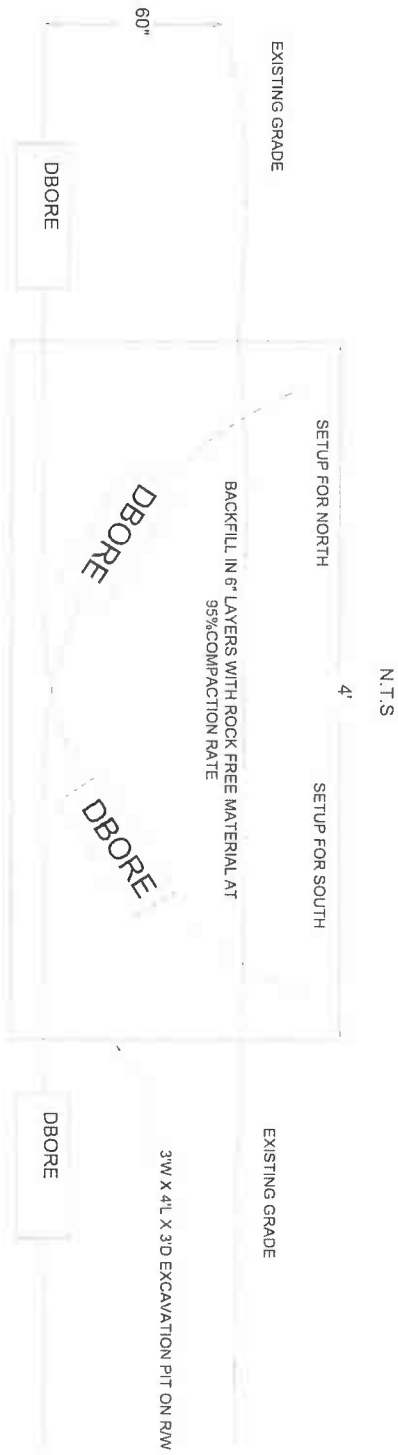 N.T.S
4'
SETUP FOR NORTH
SETUP FOR SOUTH
EXISTING GRADE
EXISTING GRADE
BACKFILL IN 6" LAYERS WITH ROCK FREE MATERIAL AT
95%COMPACTION RATE
60"
DBORE
DBORE
DBORE
DBORE
3'W X 4'L X 3'D EXCAVATION PIT ON R/W